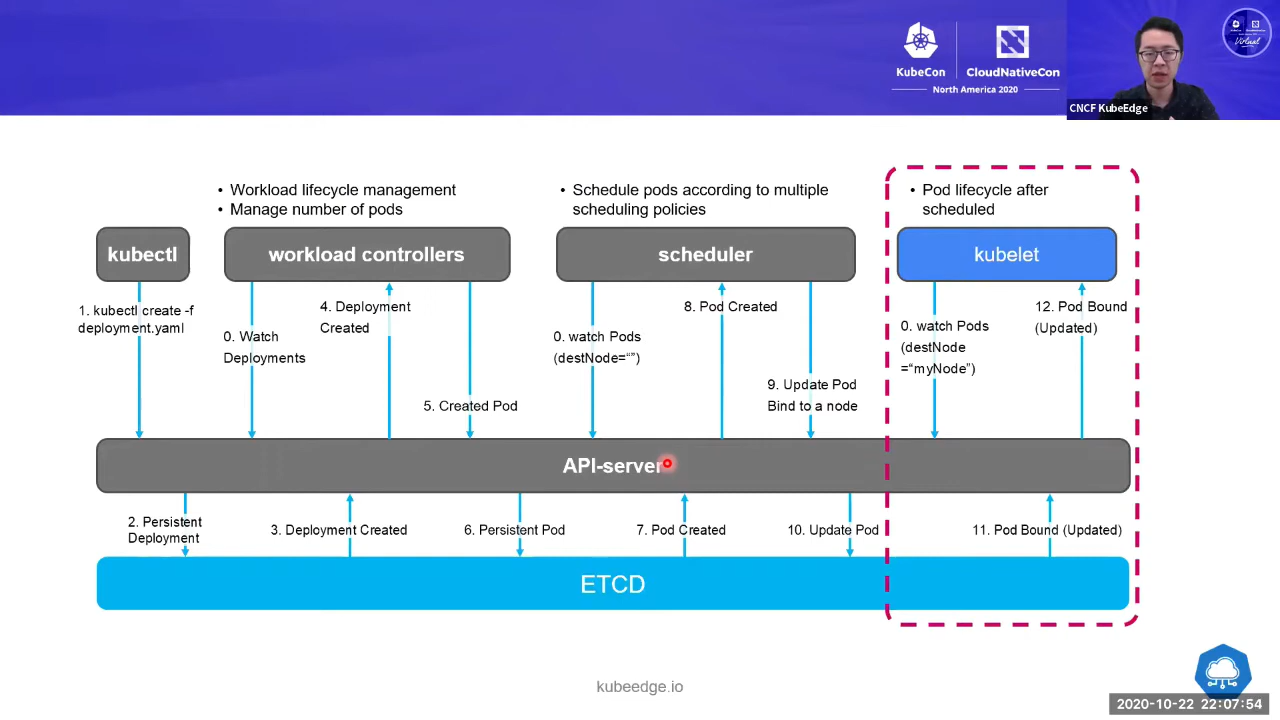 KubeCon
CloudNativeCon
North America 2020
Virtual
CNCF KubeEdge
• Workload lifecycle management
• Manage number of pods
• Schedule pods according to multiple
scheduling policies
• Pod lifecycle after
scheduled
kubectl
workload controllers
scheduler
kubelet
1. kubectl create -f
deployment.yaml
0. Watch
Deployments
4. Deployment
Created
5. Created Pod
0. watch Pods
(destNode=“”)
8. Pod Created
9. Update Pod
Bind to a node
0. watch Pods
(destNode
=“myNode”)
12. Pod Bound
(Updated)
API-server
2. Persistent
Deployment
3. Deployment Created
6. Persistent Pod
7. Pod Created
10. Update Pod
11. Pod Bound (Updated)
ETCD
kubeedge.io
2020-10-22 22:07:54